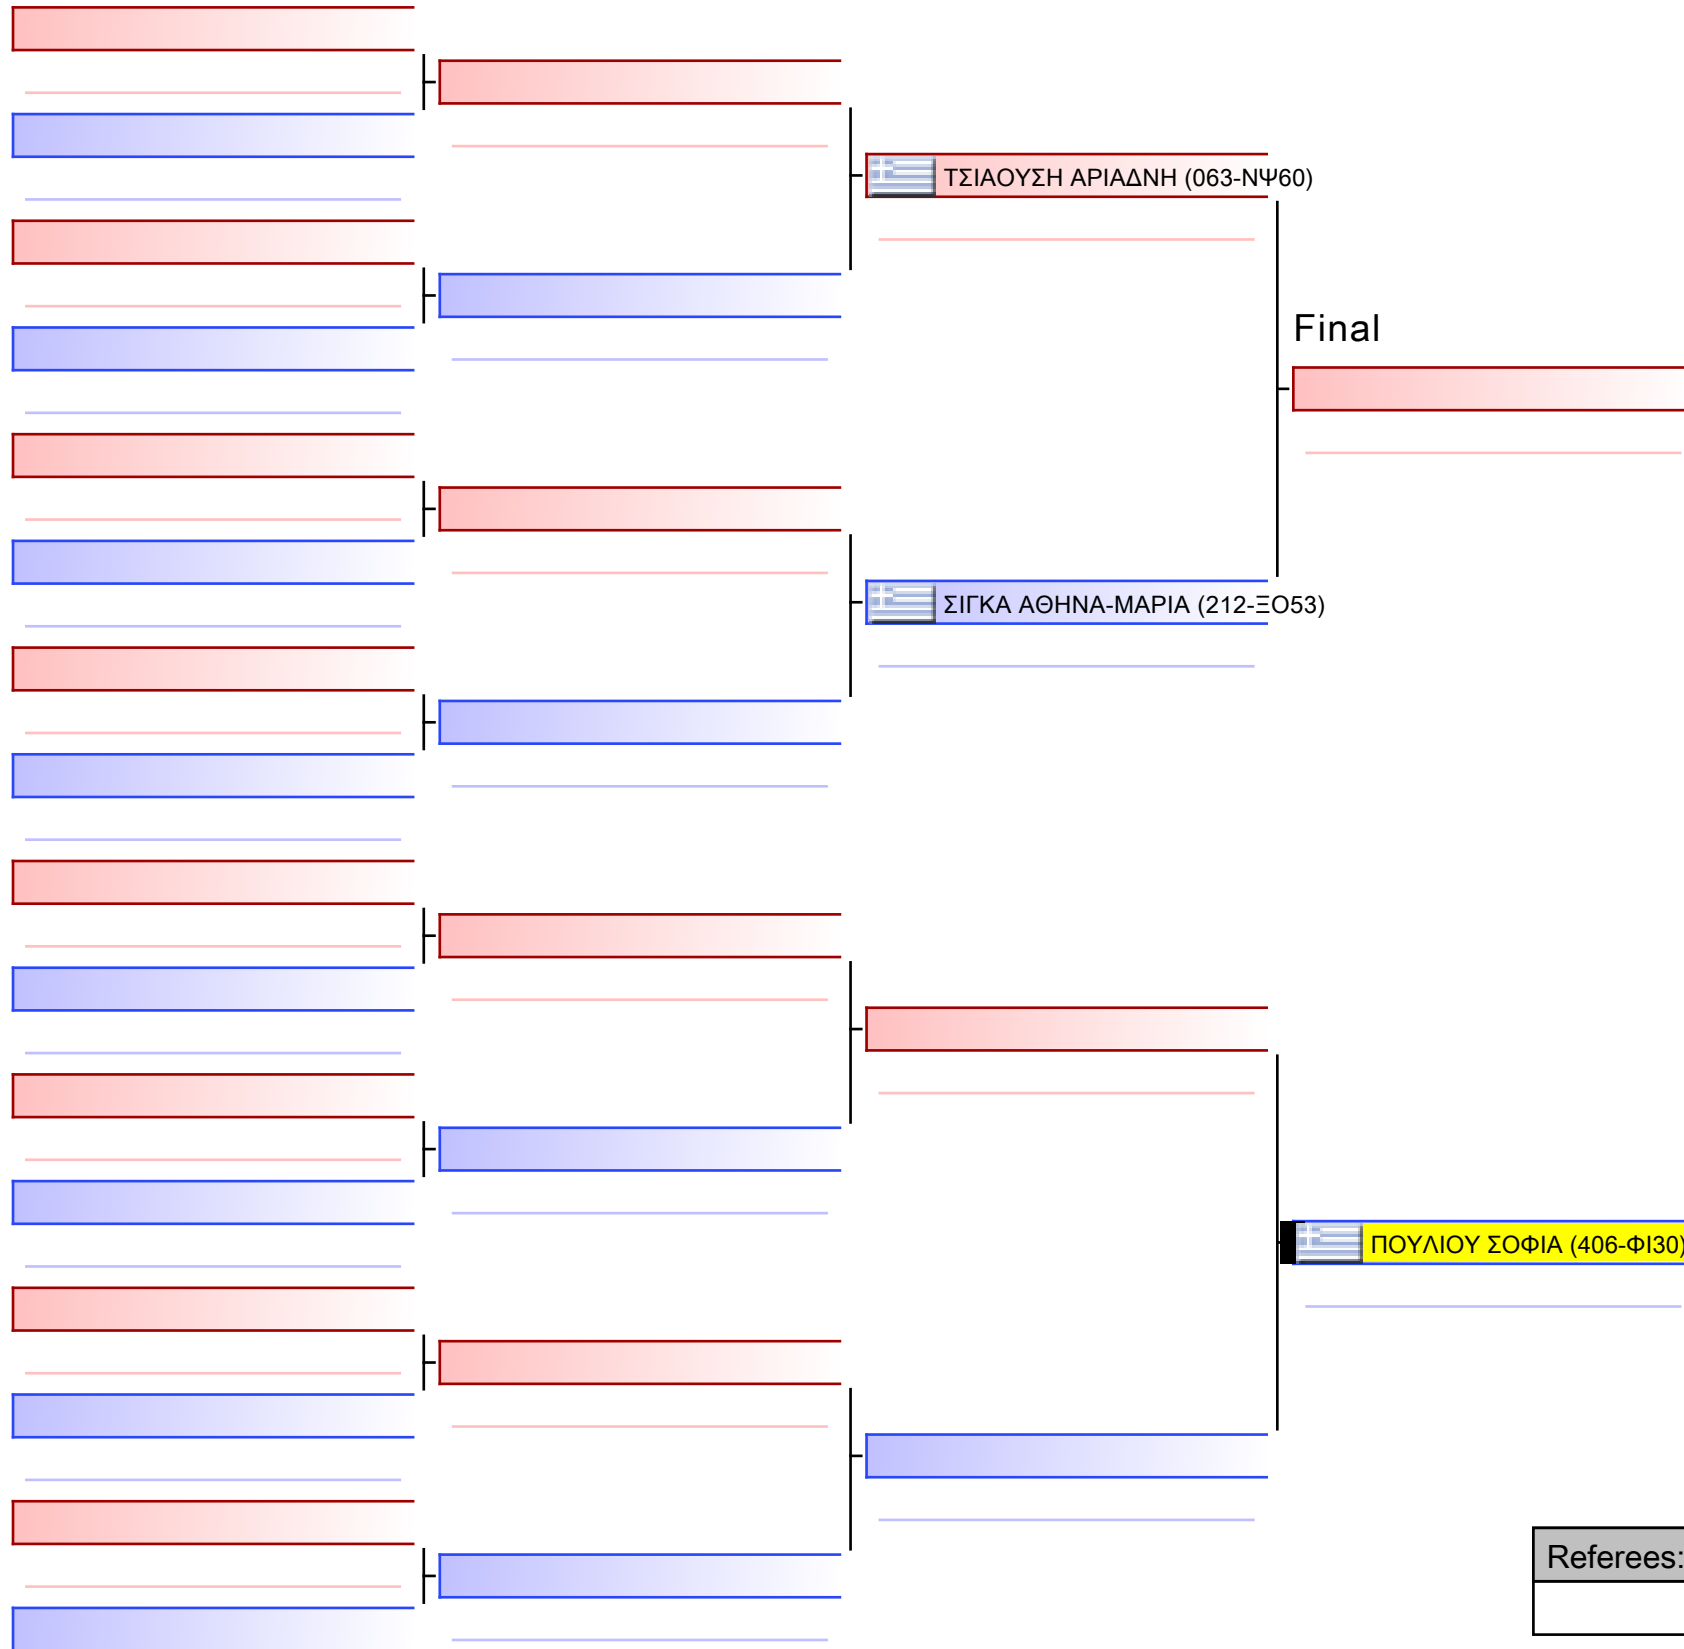 ΤΣΙΑΟΥΣΗ ΑΡΙΑΔΝΗ (063-ΝΨ60)
Final
ΣΙΓΚΑ ΑΘΗΝΑ-ΜΑΡΙΑ (212-ΞΟ53)
ΠΟΥΛΙΟΥ ΣΟΦΙΑ (406-ΦΙ30)
Referees: